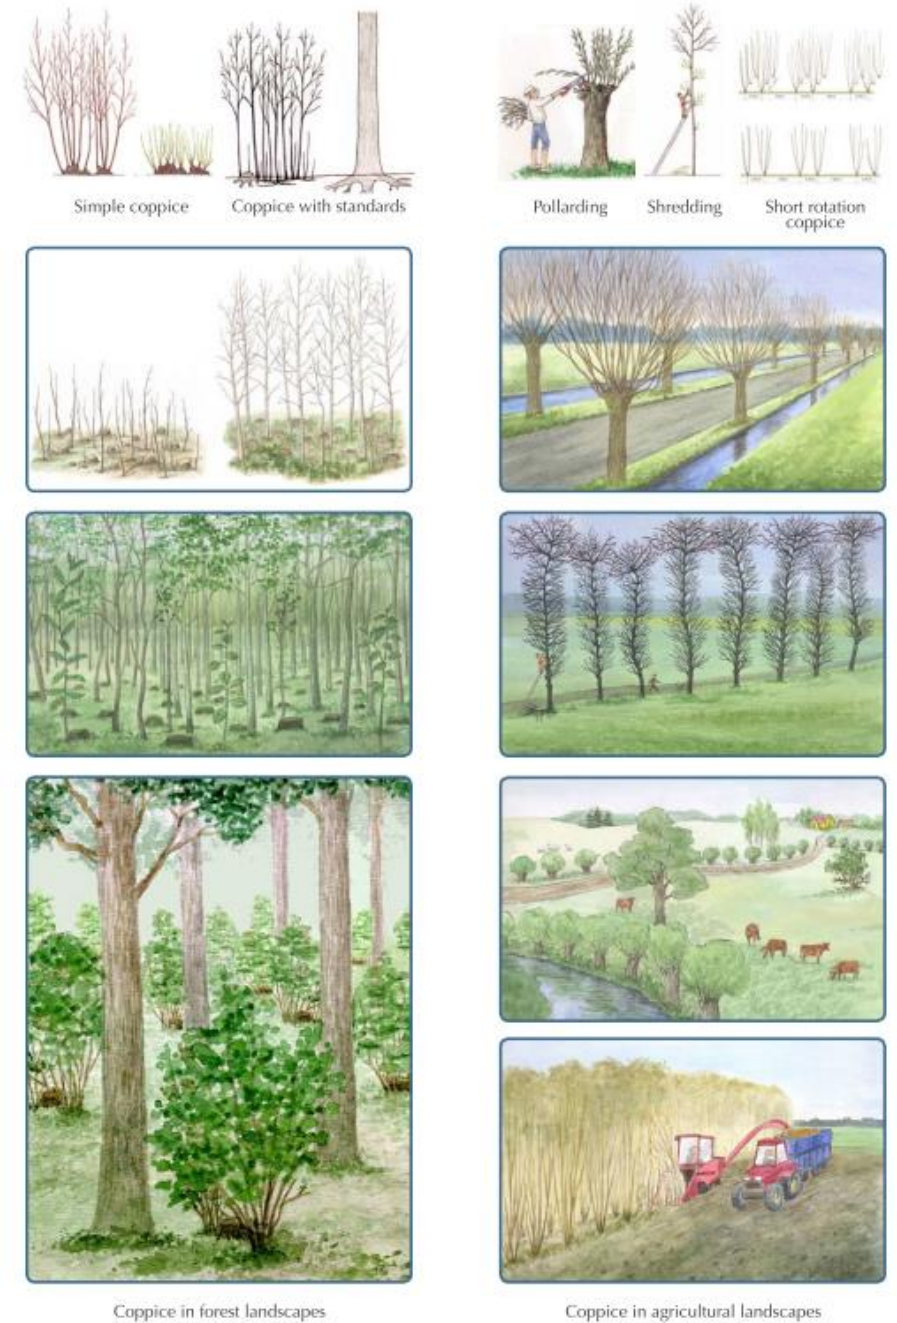 Simple coppice
Coppice with standards
Pollarding
Shredding
Short rotation
coppice
Coppice in forest landscapes
Coppice in agricultural landscapes